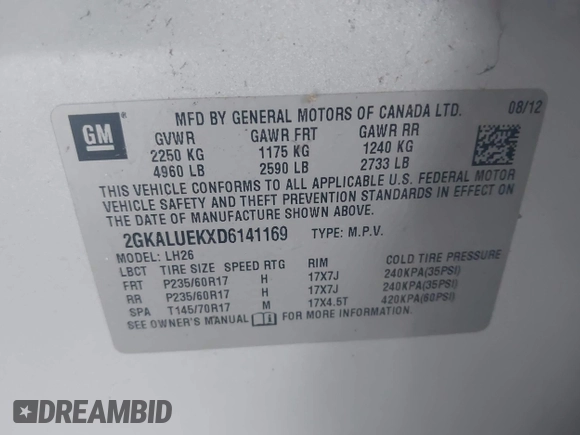 MFD BY GENERAL MOTORS OF CANADA LTD. 08/12
GM ®
GVWR GAWR FRT GAWR RR
2250 KG 1175 KG 1240 KG
4960 LB 2590 LB 2733 LB
THIS VEHICLE CONFORMS TO ALL APPLICABLE U.S. FEDERAL MOTOR
VEHICLE SAFETY AND THEFT PREVENTION STANDARDS IN EFFECT ON
THE DATE OF MANUFACTURE SHOWN ABOVE.
2GKALUEKXD6141169 TYPE: M.P.V.
MODEL: LH26
LBCT TIRE SIZE SPEED RTG RIM COLD TIRE PRESSURE
FRT P235/60R17 H 17X7J 240KPA(35PSI)
RR P235/60R17 H 17X7J 240KPA(35PSI)
SPA T145/70R17 M 17X4.5T 420KPA(60PSI)
SEE OWNER'S MANUAL FOR MORE INFORMATION.
DREAMBID